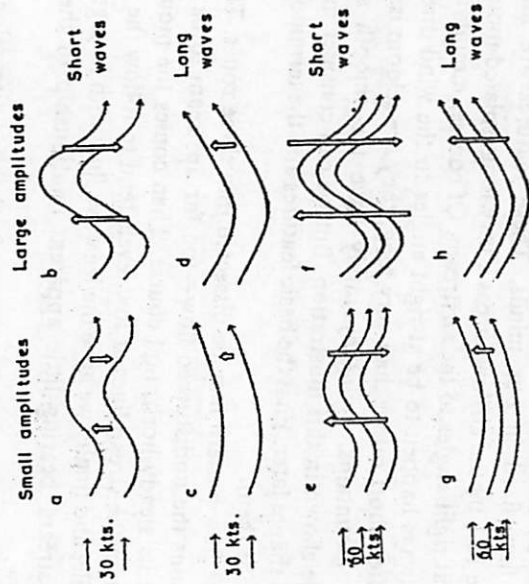 Small amplitudes
Large amplitudes
a
b
Short
waves
30 kts.
c
d
Long
waves
30 kts.
e
f
Short
waves
60
kts.
g
h
Long
waves
60
kts.